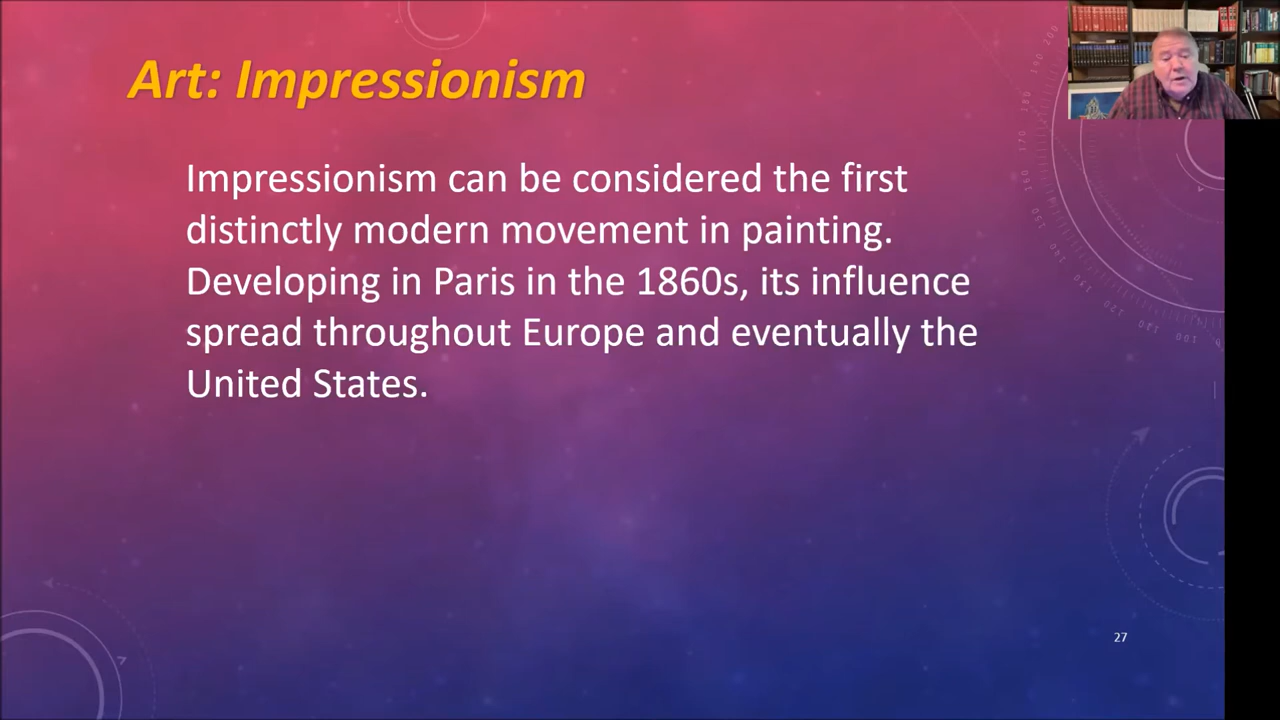 Art: Impressionism
Impressionism can be considered the first
distinctly modern movement in painting.
Developing in Paris in the 1860s, its influence
spread throughout Europe and eventually the
United States.
27